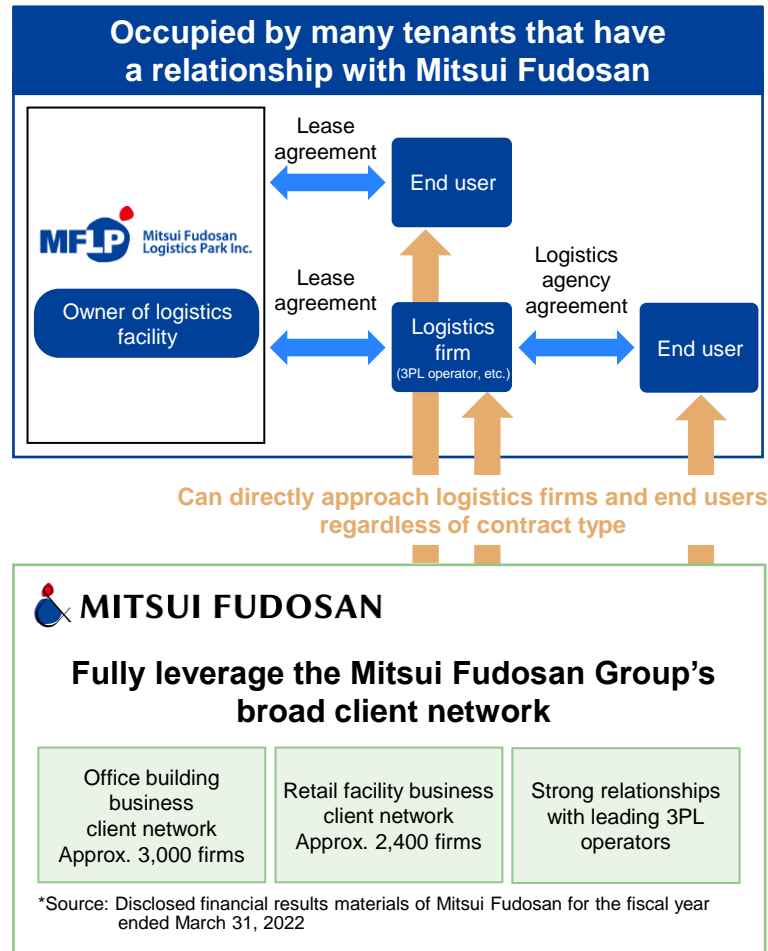 Occupied by many tenants that have
a relationship with Mitsui Fudosan
Lease
agreement
End user
MFLP
Mitsui Fudosan
Logistics Park Inc.
Owner of logistics
facility
Lease
agreement
Logistics
firm
(3PL operator, etc.)
Logistics
agency
agreement
End user
Can directly approach logistics firms and end users
regardless of contract type
MITSUI FUDOSAN
Fully leverage the Mitsui Fudosan Group's
broad client network
Office building
business
client network
Approx. 3,000 firms
Retail facility business
client network
Approx. 2,400 firms
Strong relationships
with leading 3PL
operators
*Source: Disclosed financial results materials of Mitsui Fudosan for the fiscal year
ended March 31, 2022